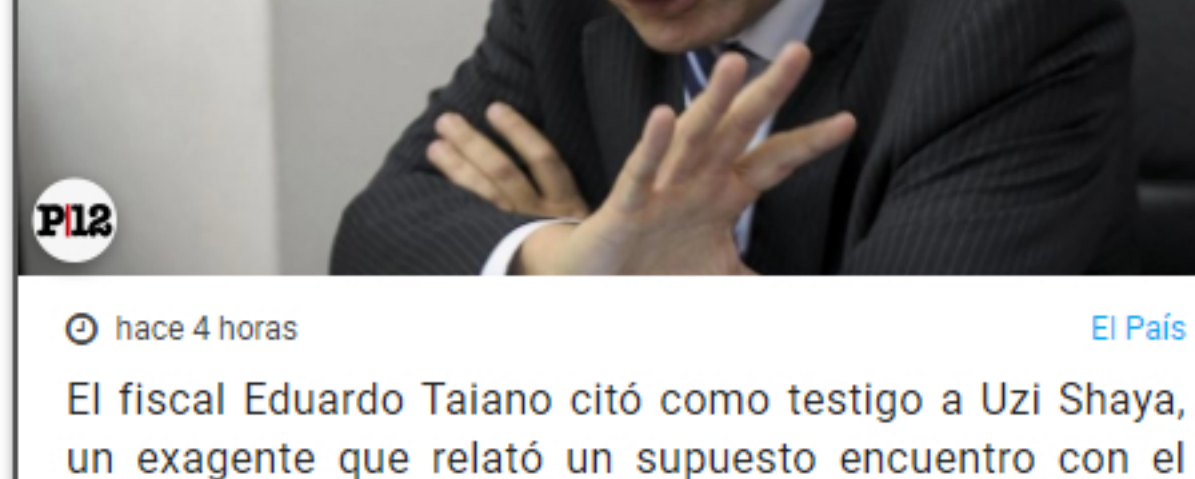 P|12
hace 4 horas
El País
El fiscal Eduardo Taiano citó como testigo a Uzi Shaya,
un exagente que relató un supuesto encuentro con el